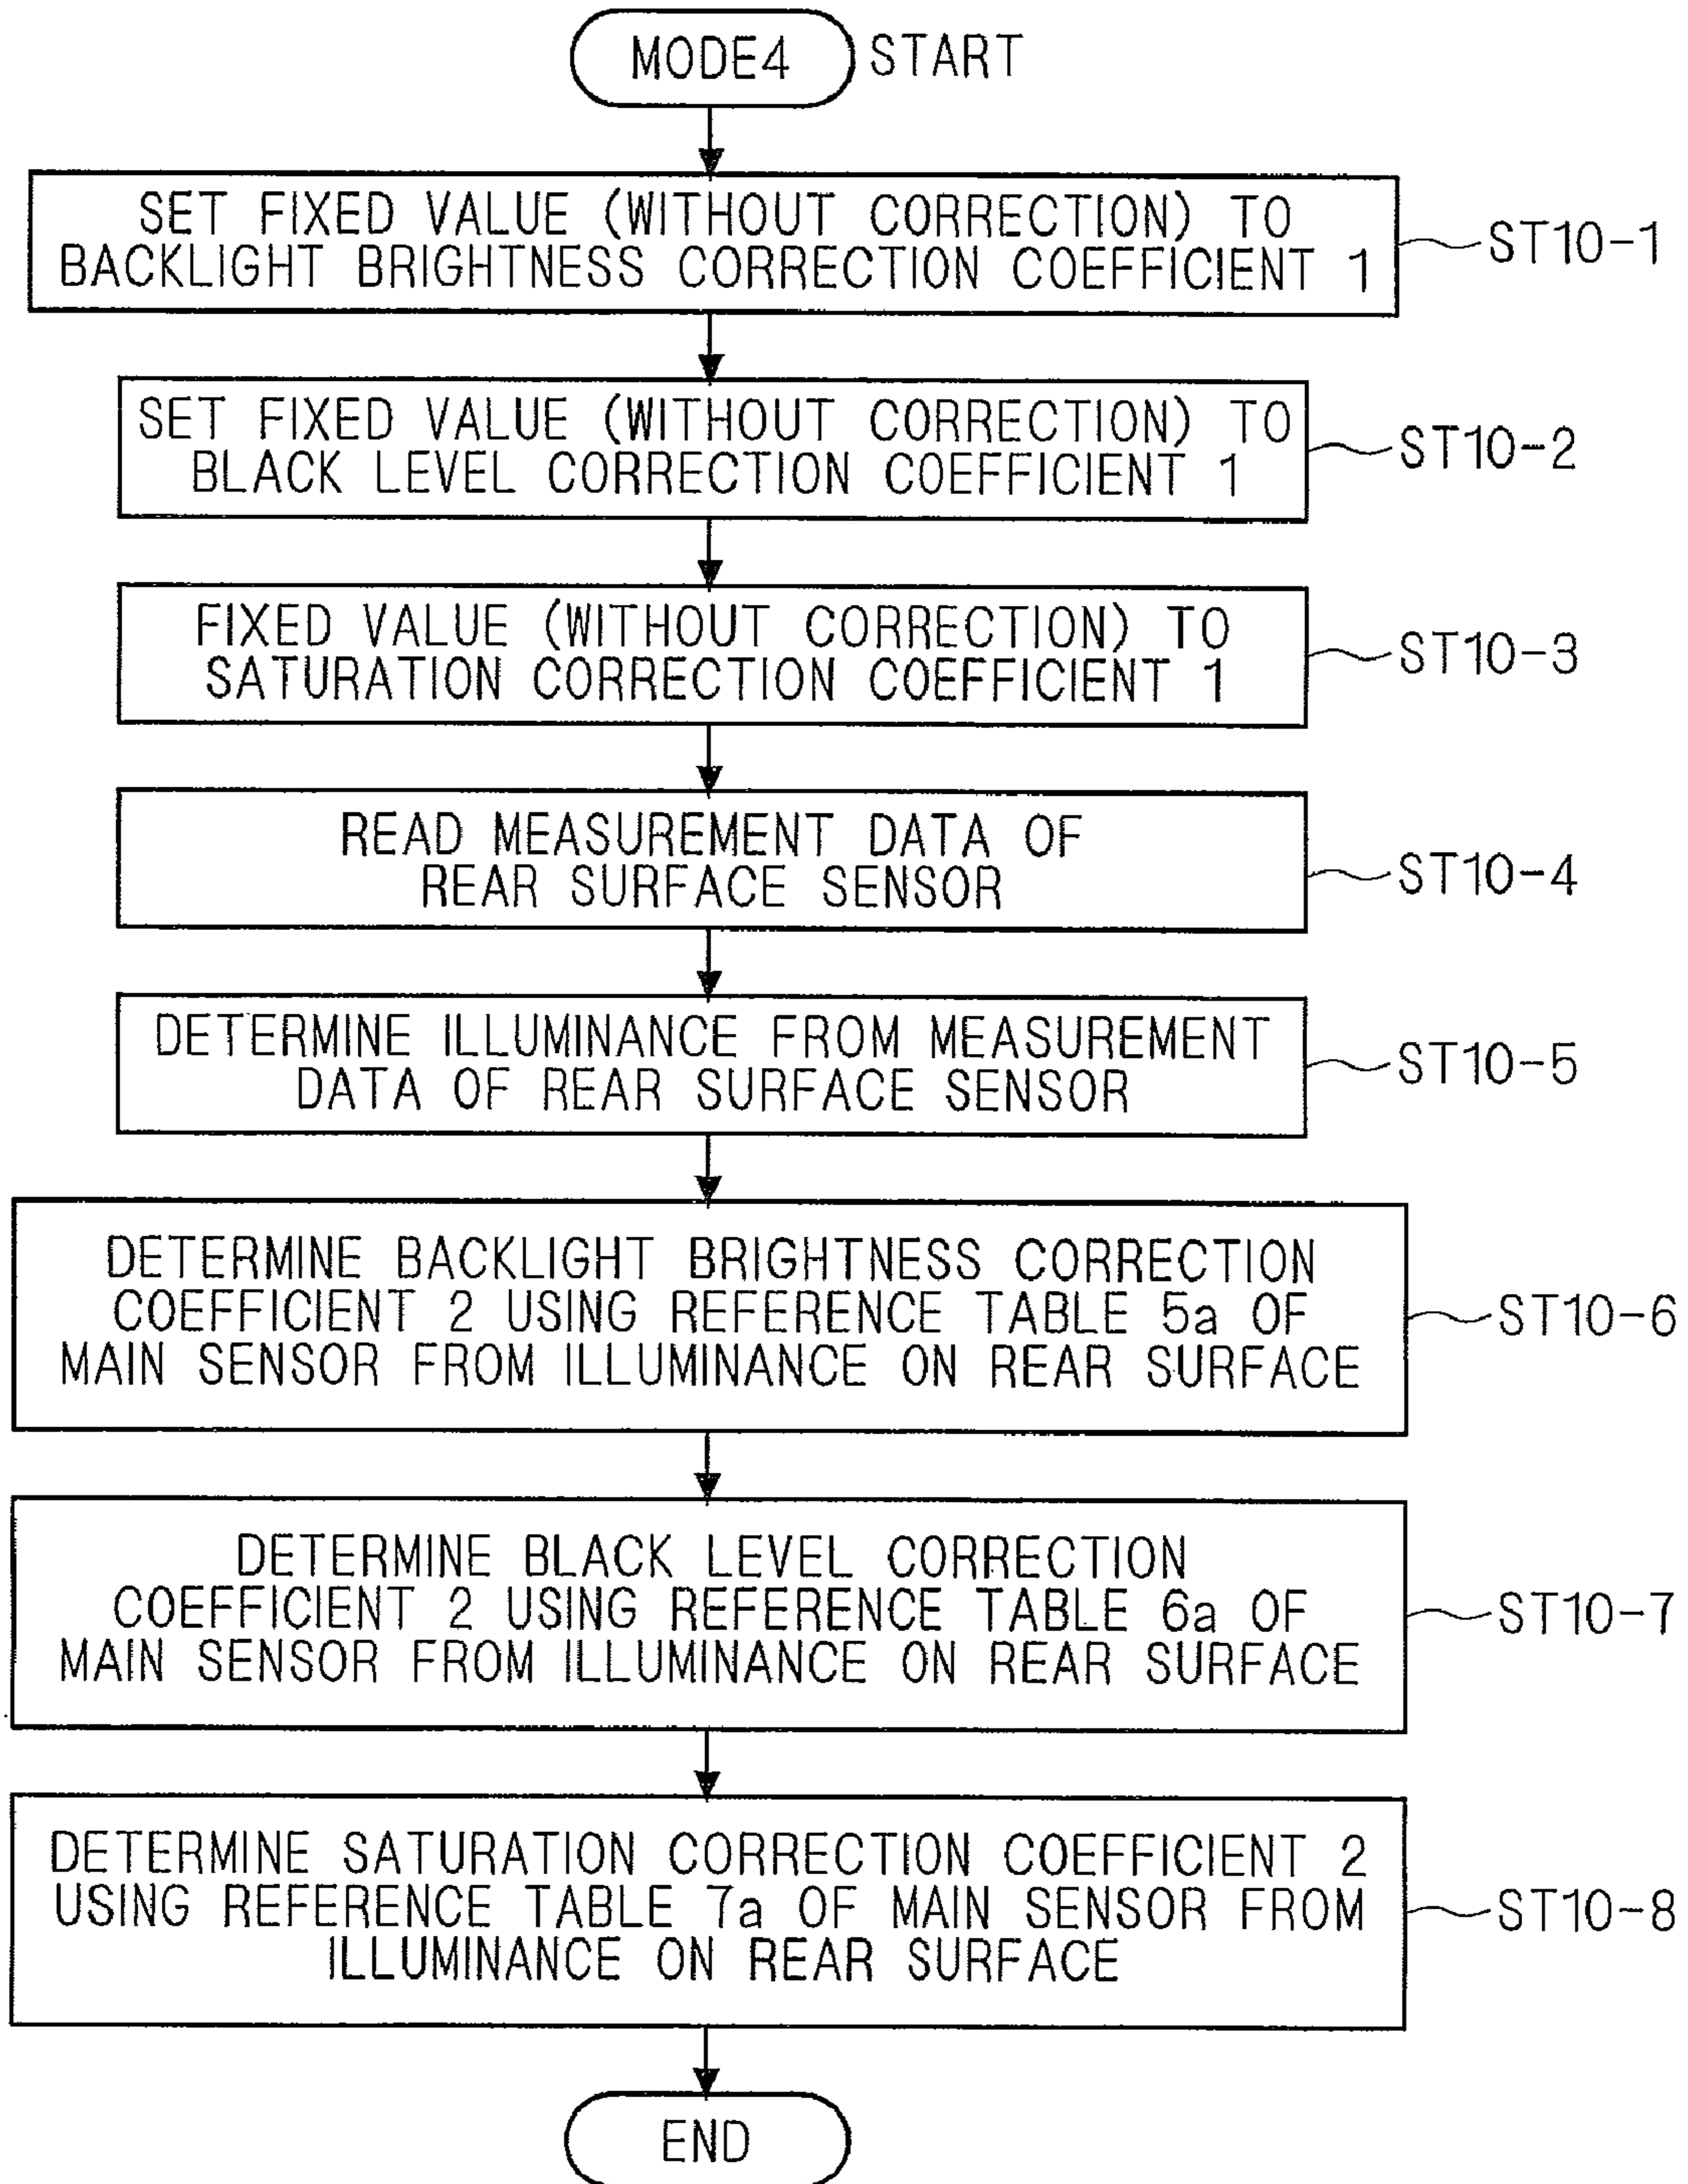 MODE4 START
SET FIXED VALUE (WITHOUT CORRECTION) TO
BACKLIGHT BRIGHTNESS CORRECTION COEFFICIENT 1
ST10-1
SET FIXED VALUE (WITHOUT CORRECTION) TO
BLACK LEVEL CORRECTION COEFFICIENT 1
ST10-2
FIXED VALUE (WITHOUT CORRECTION) TO
SATURATION CORRECTION COEFFICIENT 1
ST10-3
READ MEASUREMENT DATA OF
REAR SURFACE SENSOR
ST10-4
DETERMINE ILLUMINANCE FROM MEASUREMENT
DATA OF REAR SURFACE SENSOR
ST10-5
DETERMINE BACKLIGHT BRIGHTNESS CORRECTION
COEFFICIENT 2 USING REFERENCE TABLE 5a OF
MAIN SENSOR FROM ILLUMINANCE ON REAR SURFACE
ST10-6
DETERMINE BLACK LEVEL CORRECTION
COEFFICIENT 2 USING REFERENCE TABLE 6a OF
MAIN SENSOR FROM ILLUMINANCE ON REAR SURFACE
ST10-7
DETERMINE SATURATION CORRECTION COEFFICIENT 2
USING REFERENCE TABLE 7a OF MAIN SENSOR FROM
ILLUMINANCE ON REAR SURFACE
ST10-8
END